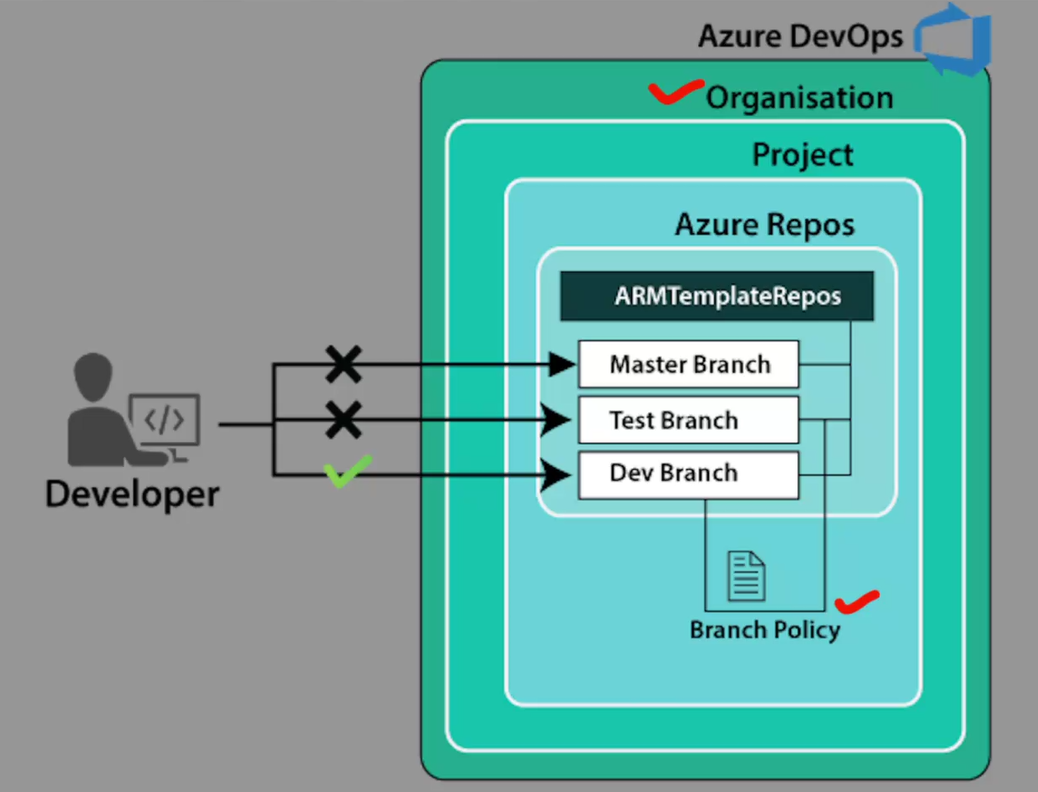 Azure DevOps
Organisation
Project
Azure Repos
ARMTemplateRepos
Master Branch
Test Branch
Dev Branch
</>
Developer
Branch Policy